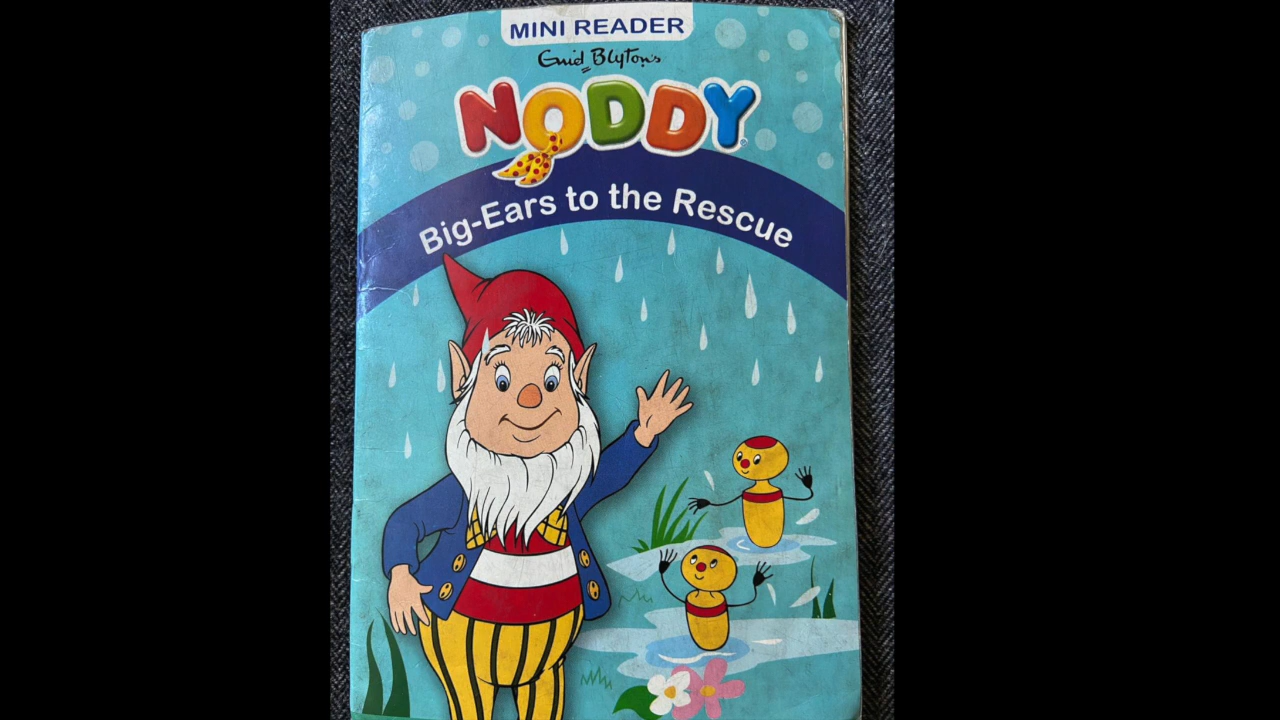 MINI READER
Enid Blyton's
NODDY
Big-Ears to the Rescue